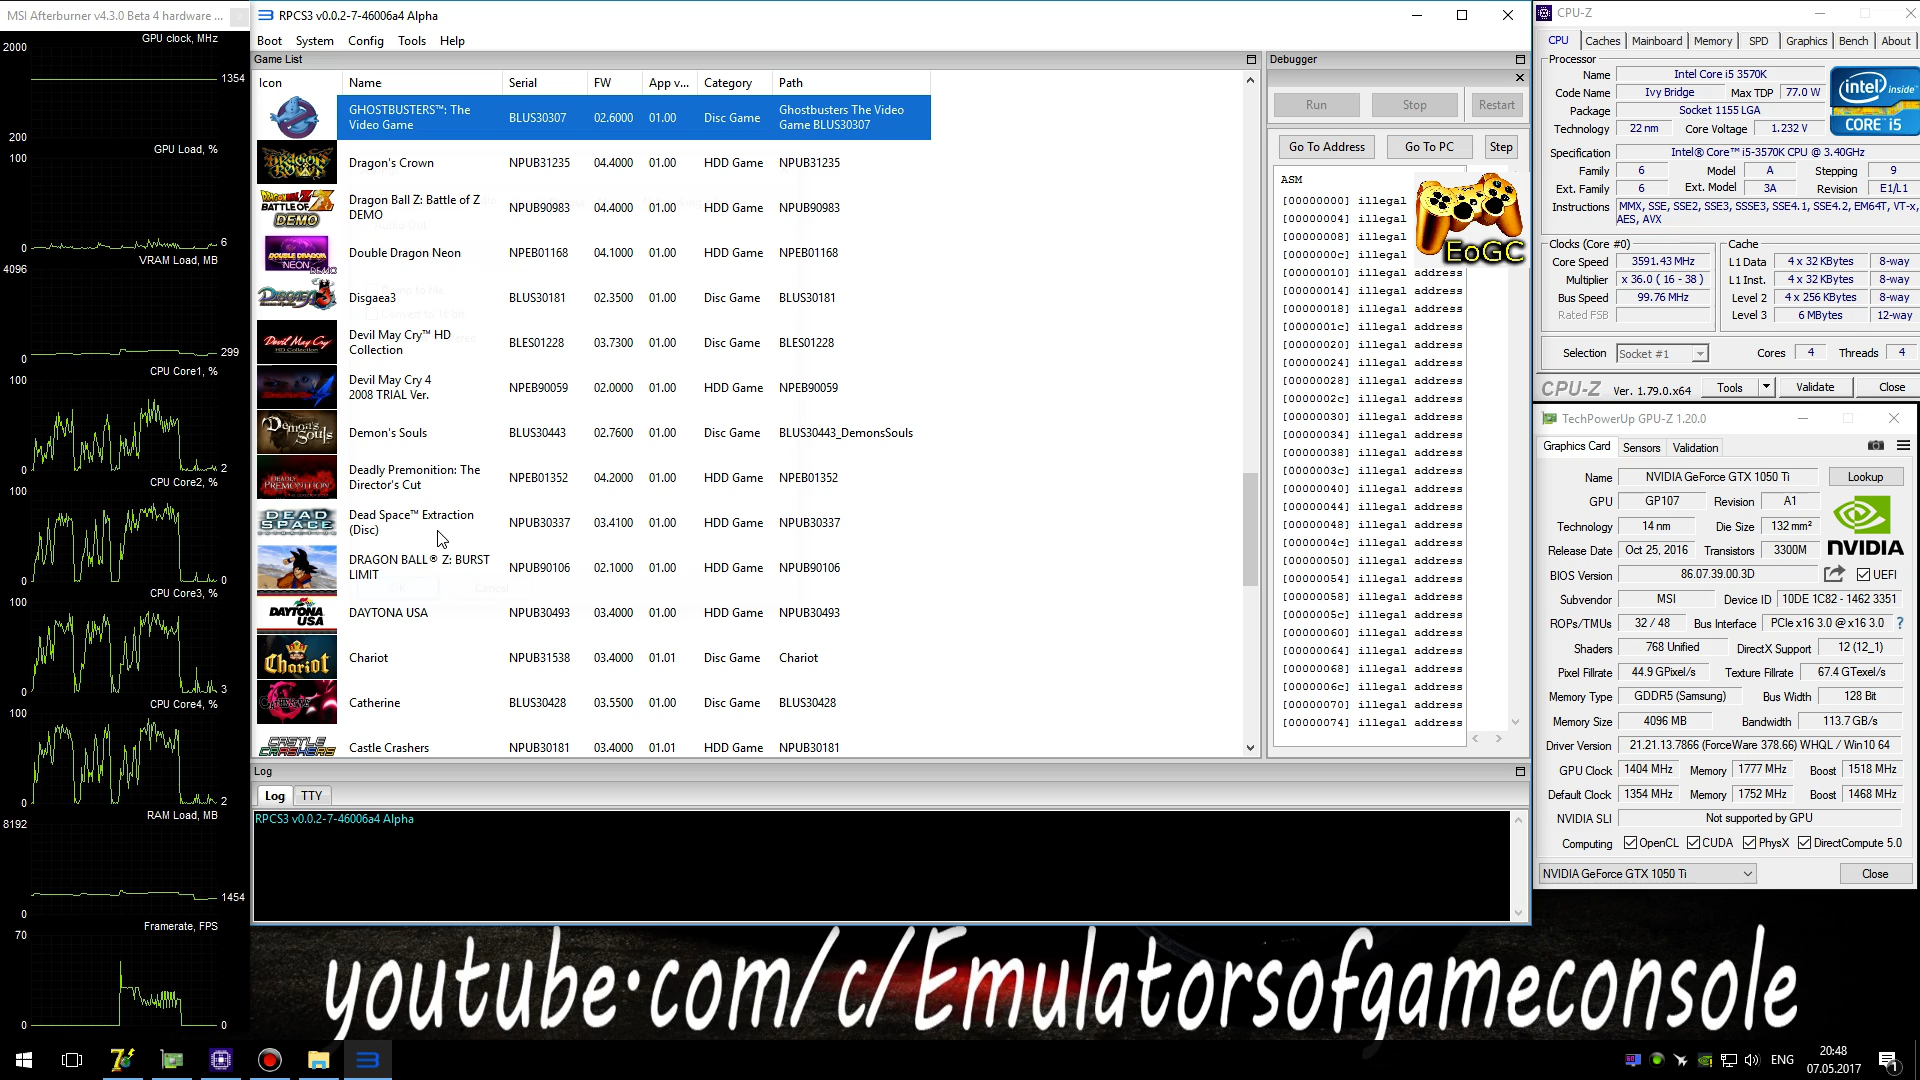 MSI Afterburner v4.3.0 Beta 4 hardware ...
GPU clock, MHz
2000
1354
200
GPU Load, %
100
6
0
VRAM Load, MB
4096
299
0
CPU Core1, %
100
2
0
CPU Core2, %
100
0
0
CPU Core3, %
100
3
0
CPU Core4, %
100
2
0
RAM Load, MB
8192
1454
0
Framerate, FPS
70
0
0
RPCS3 v0.0.2-7-46006a4 Alpha
Boot System Config Tools Help
Game List
Icon Name Serial FW App v... Category Path
GHOSTBUSTERS™: The Video Game BLUS30307 02.6000 01.00 Disc Game Ghostbusters The Video Game BLUS30307
Dragon's Crown NPUB31235 04.4000 01.00 HDD Game NPUB31235
Dragon Ball Z: Battle of Z DEMO NPUB90983 04.4000 01.00 HDD Game NPUB90983
Double Dragon Neon NPEB01168 04.1000 01.00 HDD Game NPEB01168
Disgaea3 BLUS30181 02.3500 01.00 Disc Game BLUS30181
Devil May Cry™ HD Collection BLES01228 03.7300 01.00 Disc Game BLES01228
Devil May Cry 4 2008 TRIAL Ver. NPEB90059 02.0000 01.00 HDD Game NPEB90059
Demon's Souls BLUS30443 02.7600 01.00 Disc Game BLUS30443_DemonsSouls
Deadly Premonition: The Director's Cut NPEB01352 04.2000 01.00 HDD Game NPEB01352
Dead Space™ Extraction (Disc) NPUB30337 03.4100 01.00 HDD Game NPUB30337
DRAGON BALL® Z: BURST LIMIT NPUB90106 02.1000 01.00 HDD Game NPUB90106
DAYTONA USA NPUB30493 03.4000 01.00 HDD Game NPUB30493
Chariot NPUB31538 03.4000 01.01 Disc Game Chariot
Catherine BLUS30428 03.5500 01.00 Disc Game BLUS30428
Castle Crashers NPUB30181 03.4000 01.01 HDD Game NPUB30181
Debugger
Run Stop Restart
Go To Address Go To PC Step
ASM
[00000000] illegal
[00000004] illegal
[00000008] illegal
[0000000c] illegal
[00000010] illegal address
[00000014] illegal address
[00000018] illegal address
[0000001c] illegal address
[00000020] illegal address
[00000024] illegal address
[00000028] illegal address
[0000002c] illegal address
[00000030] illegal address
[00000034] illegal address
[00000038] illegal address
[0000003c] illegal address
[00000040] illegal address
[00000044] illegal address
[00000048] illegal address
[0000004c] illegal address
[00000050] illegal address
[00000054] illegal address
[00000058] illegal address
[0000005c] illegal address
[00000060] illegal address
[00000064] illegal address
[00000068] illegal address
[0000006c] illegal address
[00000070] illegal address
[00000074] illegal address
EoGC
Log
Log TTY
RPCS3 v0.0.2-7-46006a4 Alpha
CPU-Z
CPU Caches Mainboard Memory SPD Graphics Bench About
Processor
Name Intel Core i5 3570K
Code Name Ivy Bridge Max TDP 77.0 W
Package Socket 1155 LGA
Technology 22 nm Core Voltage 1.232 V
intel inside CORE i5
Specification Intel® Core™ i5-3570K CPU @ 3.40GHz
Family 6 Model A Stepping 9
Ext. Family 6 Ext. Model 3A Revision E1/L1
Instructions MMX, SSE, SSE2, SSE3, SSSE3, SSE4.1, SSE4.2, EM64T, VT-x, AES, AVX
Clocks (Core #0) Cache
Core Speed 3591.43 MHz L1 Data 4 x 32 KBytes 8-way
Multiplier x 36.0 ( 16 - 38 ) L1 Inst. 4 x 32 KBytes 8-way
Bus Speed 99.76 MHz Level 2 4 x 256 KBytes 8-way
Rated FSB Level 3 6 MBytes 12-way
Selection Socket #1 Cores 4 Threads 4
CPU-Z Ver. 1.79.0.x64 Tools Validate Close
TechPowerUp GPU-Z 1.20.0
Graphics Card Sensors Validation
Name NVIDIA GeForce GTX 1050 Ti Lookup
GPU GP107 Revision A1
Technology 14 nm Die Size 132 mm²
Release Date Oct 25, 2016 Transistors 3300M
NVIDIA
BIOS Version 86.07.39.00.3D UEFI
Subvendor MSI Device ID 10DE 1C82 - 1462 3351
ROPs/TMUs 32 / 48 Bus Interface PCIe x16 3.0 @ x16 3.0 ?
Shaders 768 Unified DirectX Support 12 (12_1)
Pixel Fillrate 44.9 GPixel/s Texture Fillrate 67.4 GTexel/s
Memory Type GDDR5 (Samsung) Bus Width 128 Bit
Memory Size 4096 MB Bandwidth 113.7 GB/s
Driver Version 21.21.13.7866 (ForceWare 378.66) WHQL / Win10 64
GPU Clock 1404 MHz Memory 1777 MHz Boost 1518 MHz
Default Clock 1354 MHz Memory 1752 MHz Boost 1468 MHz
NVIDIA SLI Not supported by GPU
Computing OpenCL CUDA PhysX DirectCompute 5.0
NVIDIA GeForce GTX 1050 Ti Close
youtube.com/c/Emulatorsofgameconsole
ENG
20:48
07.05.2017